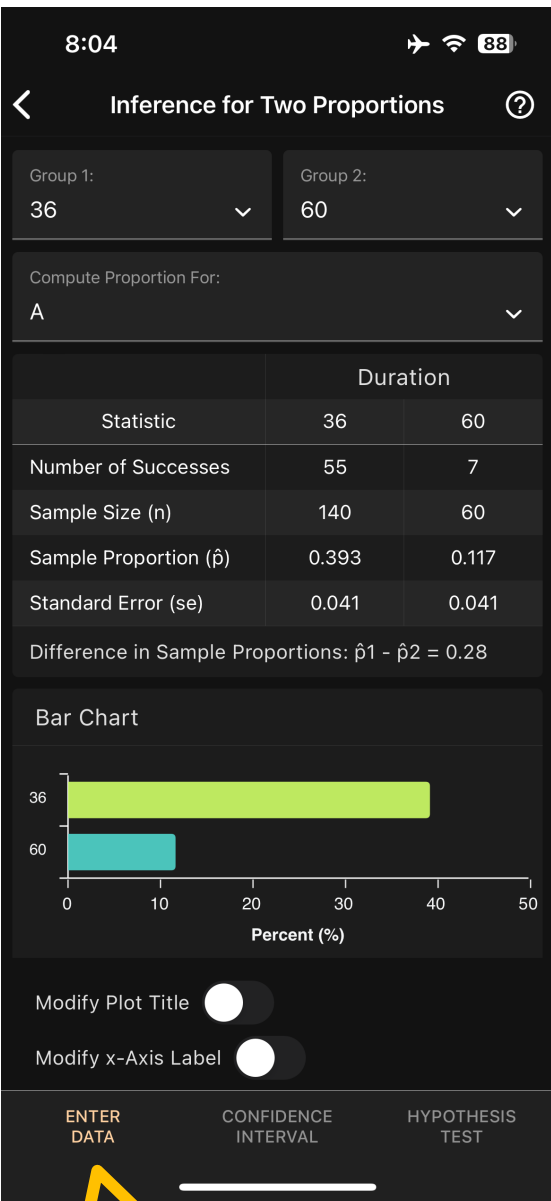 8:04
88
Inference for Two Proportions
Group 1:
36
Group 2:
60
Compute Proportion For:
A
Duration
Statistic 36 60
Number of Successes 55 7
Sample Size (n) 140 60
Sample Proportion (p̂) 0.393 0.117
Standard Error (se) 0.041 0.041
Difference in Sample Proportions: p̂1 - p̂2 = 0.28
Bar Chart
36
60
0 10 20 30 40 50
Percent (%)
Modify Plot Title
Modify x-Axis Label
ENTER DATA
CONFIDENCE INTERVAL
HYPOTHESIS TEST